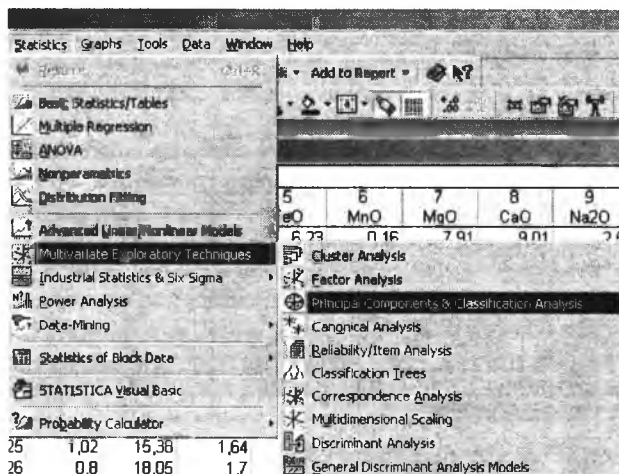 Statistics Graphs Tools Data Window Help
Resume Ctrl+R
Add to Report
Basic Statistics/Tables
Multiple Regression
ANOVA
Nonparametrics
Distribution Fitting
Advanced Linear/Nonlinear Models
Multivariate Exploratory Techniques
Industrial Statistics & Six Sigma
Power Analysis
Data-Mining
Statistics of Block Data
STATISTICA Visual Basic
Probability Calculator
5 6 7 8 9
eO MnO MgO CaO Na2O
6.23 0.16 7.91 9.01
Cluster Analysis
Factor Analysis
Principal Components & Classification Analysis
Canonical Analysis
Reliability/Item Analysis
Classification Trees
Correspondence Analysis
Multidimensional Scaling
Discriminant Analysis
General Discriminant Analysis Models
25 1,02 15,38 1,64
26 0,8 18,05 1,7